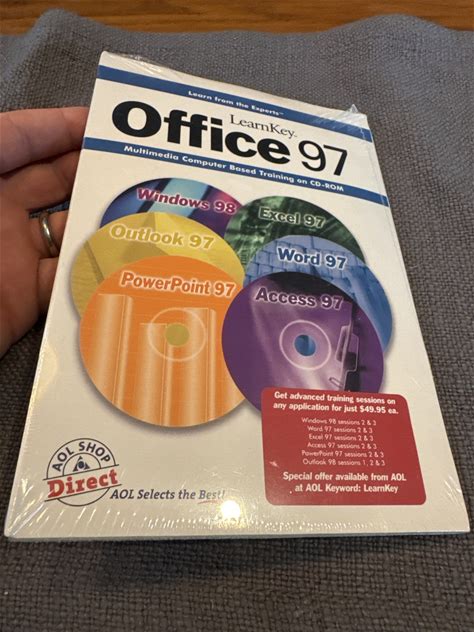 Learn from the Experts™
LearnKey.
Office 97
Multimedia Computer Based Training on CD-ROM
Windows 98
Excel 97
Outlook 97
Word 97
PowerPoint 97
Access 97
Get advanced training sessions on
any application for just $49.95 ea.
Windows 98 sessions 2 & 3
Word 97 sessions 2 & 3
Excel 97 sessions 2 & 3
Access 97 sessions 2 & 3
PowerPoint 97 sessions 2 & 3
Outlook 98 sessions 1, 2 & 3
Special offer available from AOL
at AOL Keyword: LearnKey
AOL SHOP
Direct
AOL Selects the Best!